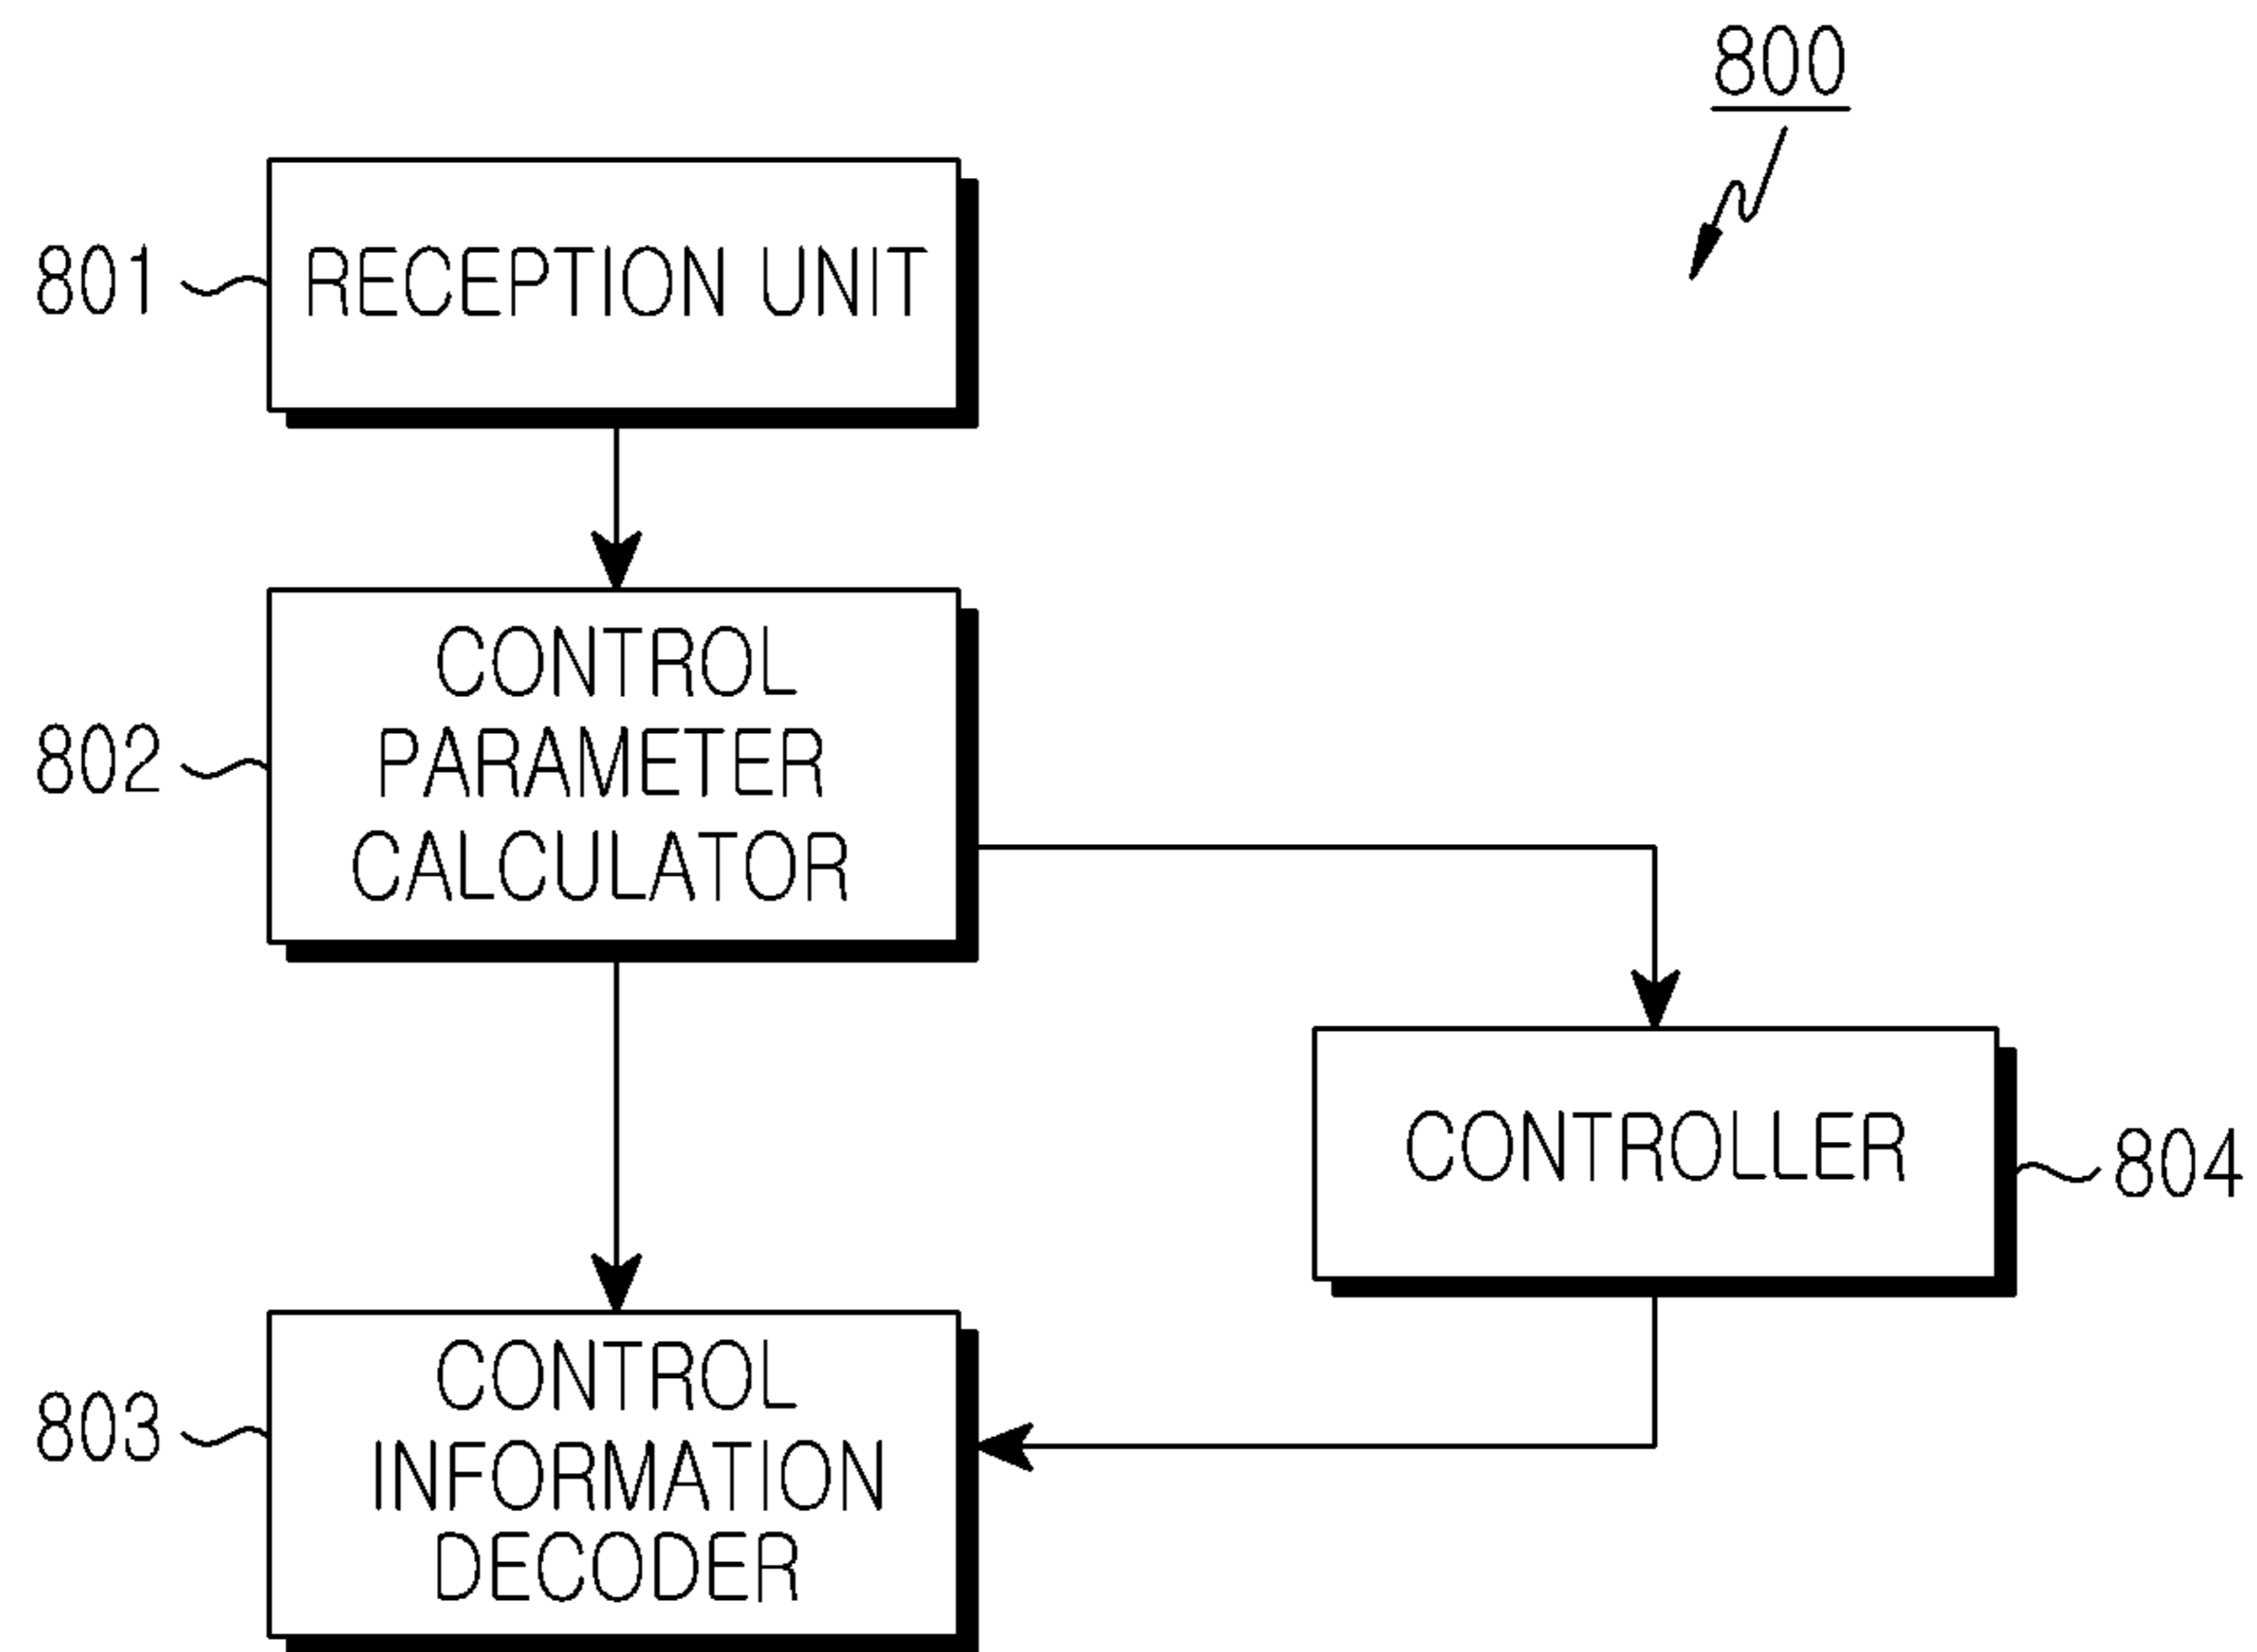 800
801
RECEPTION UNIT
802
CONTROL
PARAMETER
CALCULATOR
CONTROLLER
804
803
CONTROL
INFORMATION
DECODER